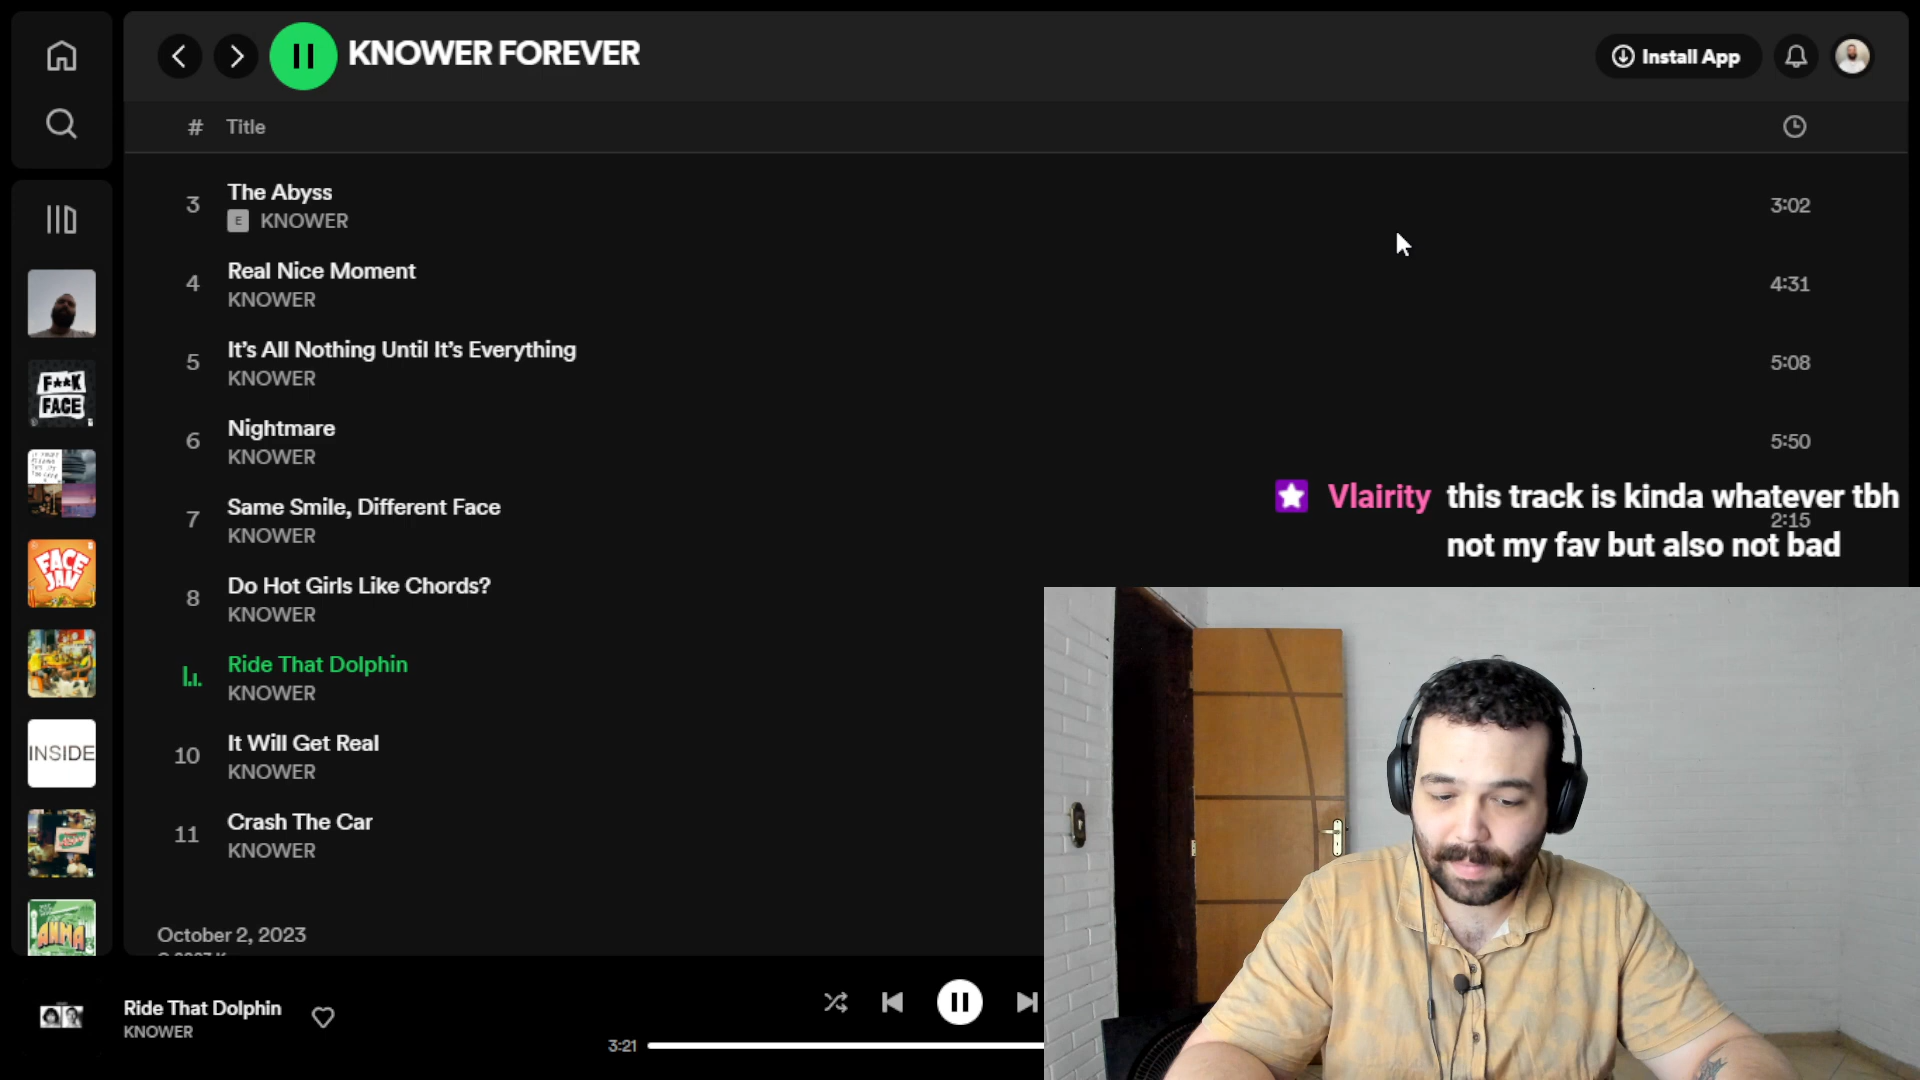 KNOWER FOREVER
Install App
# Title
3 The Abyss 3:02
E KNOWER
4 Real Nice Moment 4:31
KNOWER
5 It's All Nothing Until It's Everything 5:08
KNOWER
6 Nightmare 5:50
KNOWER
7 Same Smile, Different Face 2:15
KNOWER
8 Do Hot Girls Like Chords?
KNOWER
Ride That Dolphin
KNOWER
10 It Will Get Real
KNOWER
11 Crash The Car
KNOWER
October 2, 2023
Vlairity this track is kinda whatever tbh
not my fav but also not bad
F**K
FACE
FACE
JAM
INSIDE
Ride That Dolphin
KNOWER
3:21